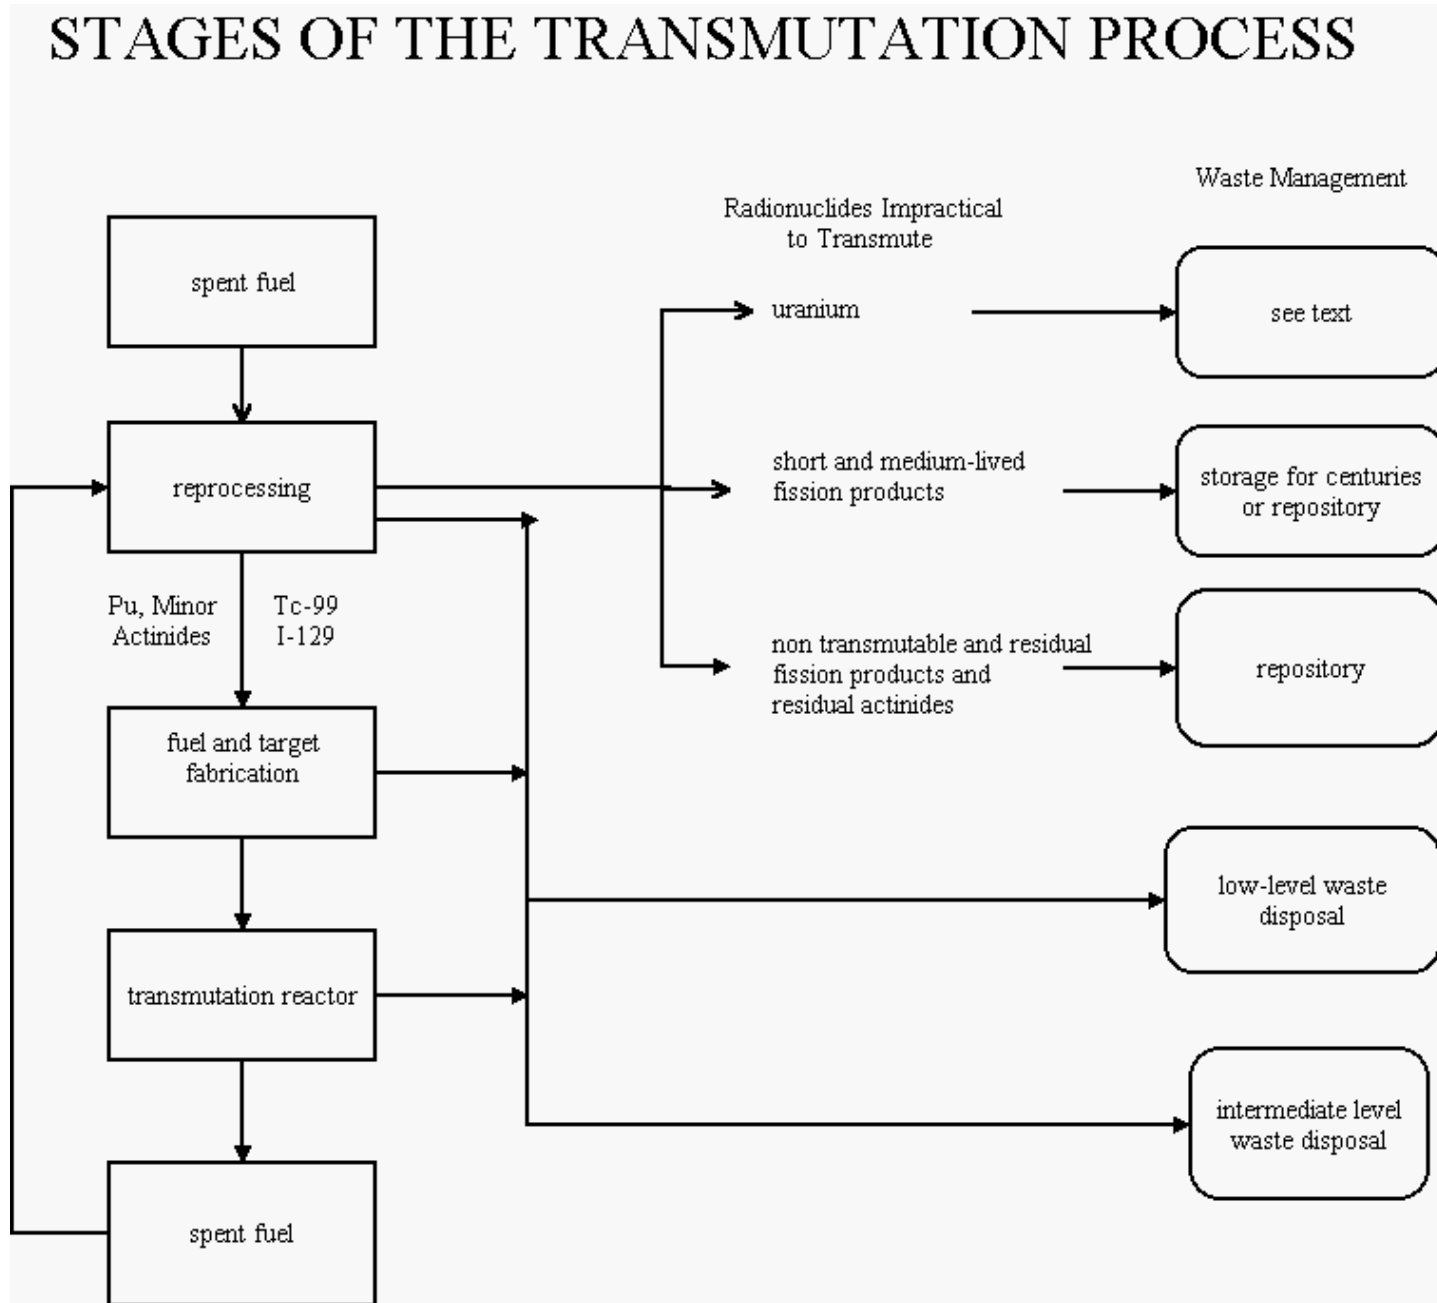 STAGES OF THE TRANSMUTATION PROCESS
Waste Management
Radionuclides Impractical
to Transmute
spent fuel
uranium
see text
reprocessing
short and medium-lived
fission products
storage for centuries
or repository
Pu, Minor
Actinides
Tc-99
I-129
non transmutable and residual
fission products and
residual actinides
repository
fuel and target
fabrication
low-level waste
disposal
transmutation reactor
intermediate level
waste disposal
spent fuel